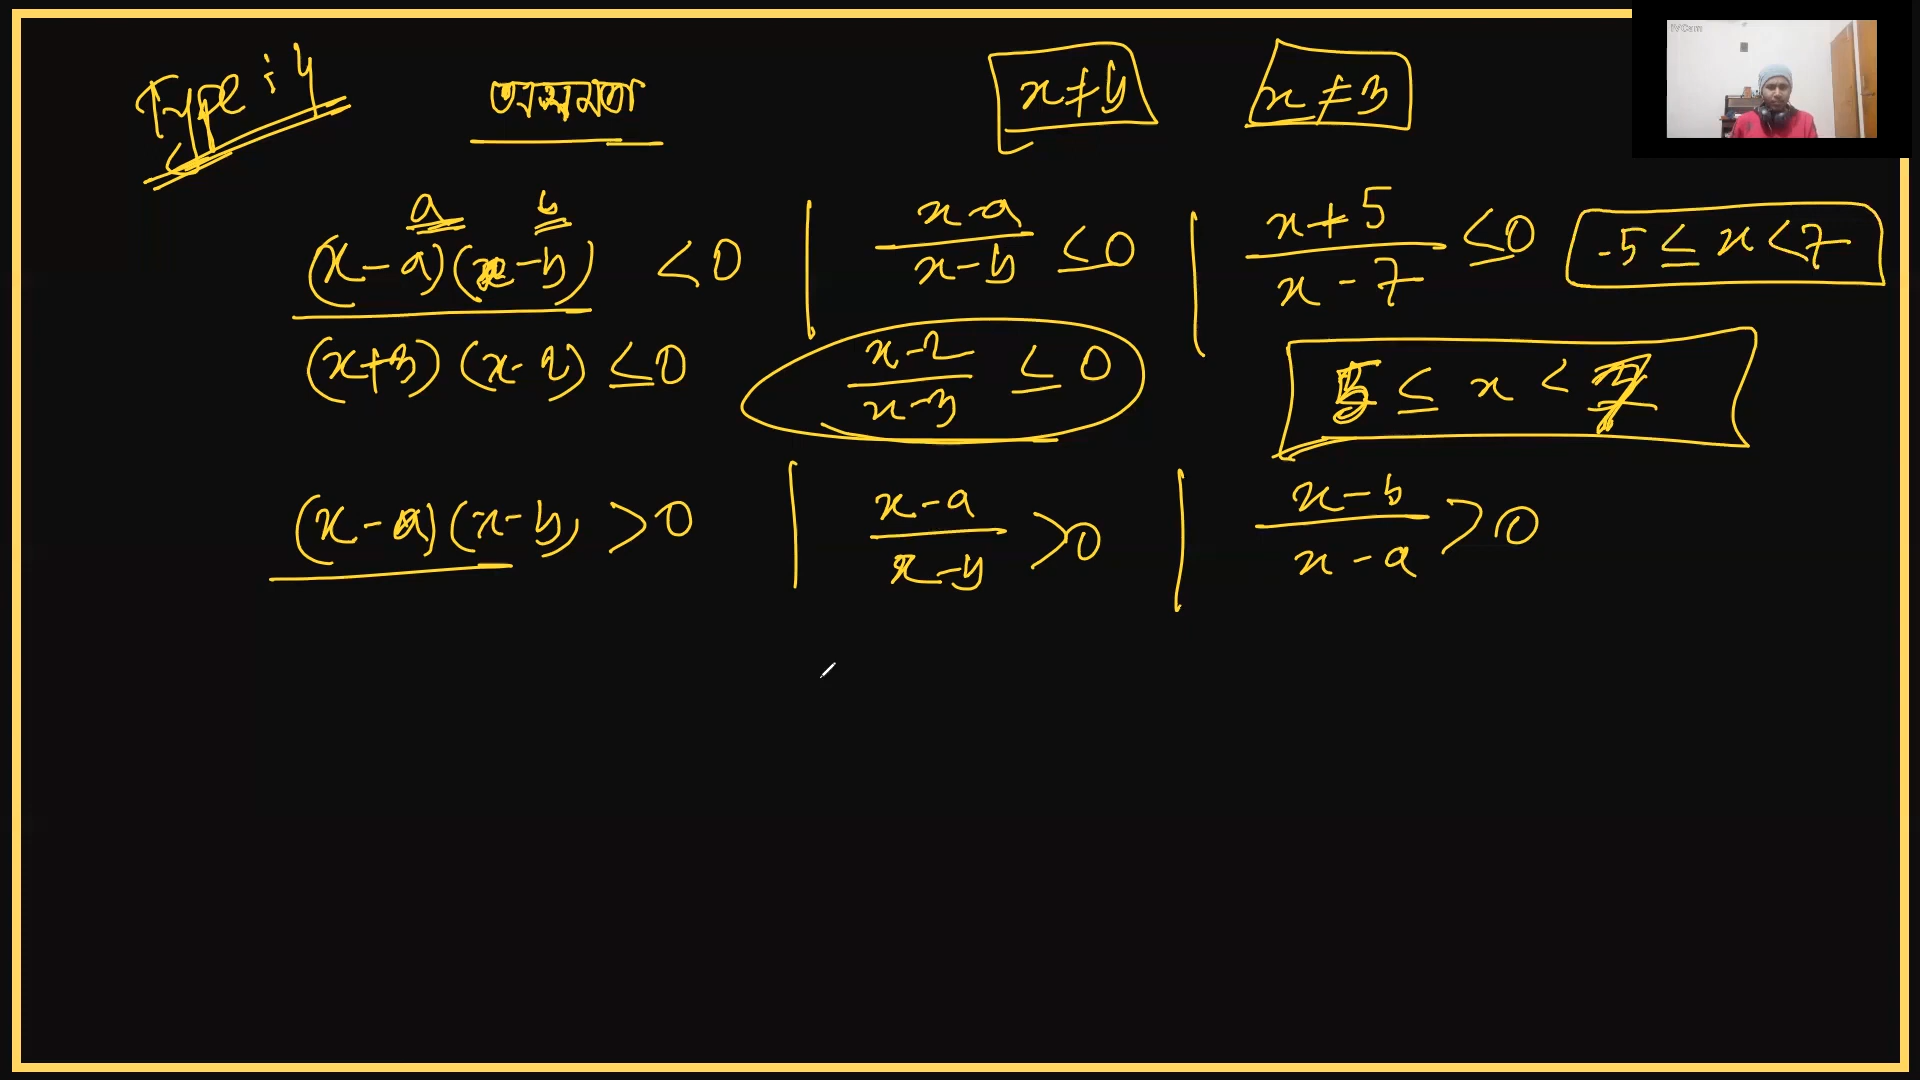 Type : 4 অসমতা x ≠ b x ≠ 3
iVCam
a b
(x-a)(x-b) < 0 | x-a / x-b ≤ 0 | x+5 / x-7 ≤ 0 -5 ≤ x < 7
(x+3)(x-2) ≤ 0 x-2 / x-3 ≤ 0 5 ≤ x <
(x-a)(x-b) > 0 | x-a / x-b > 0 | x-b / x-a > 0